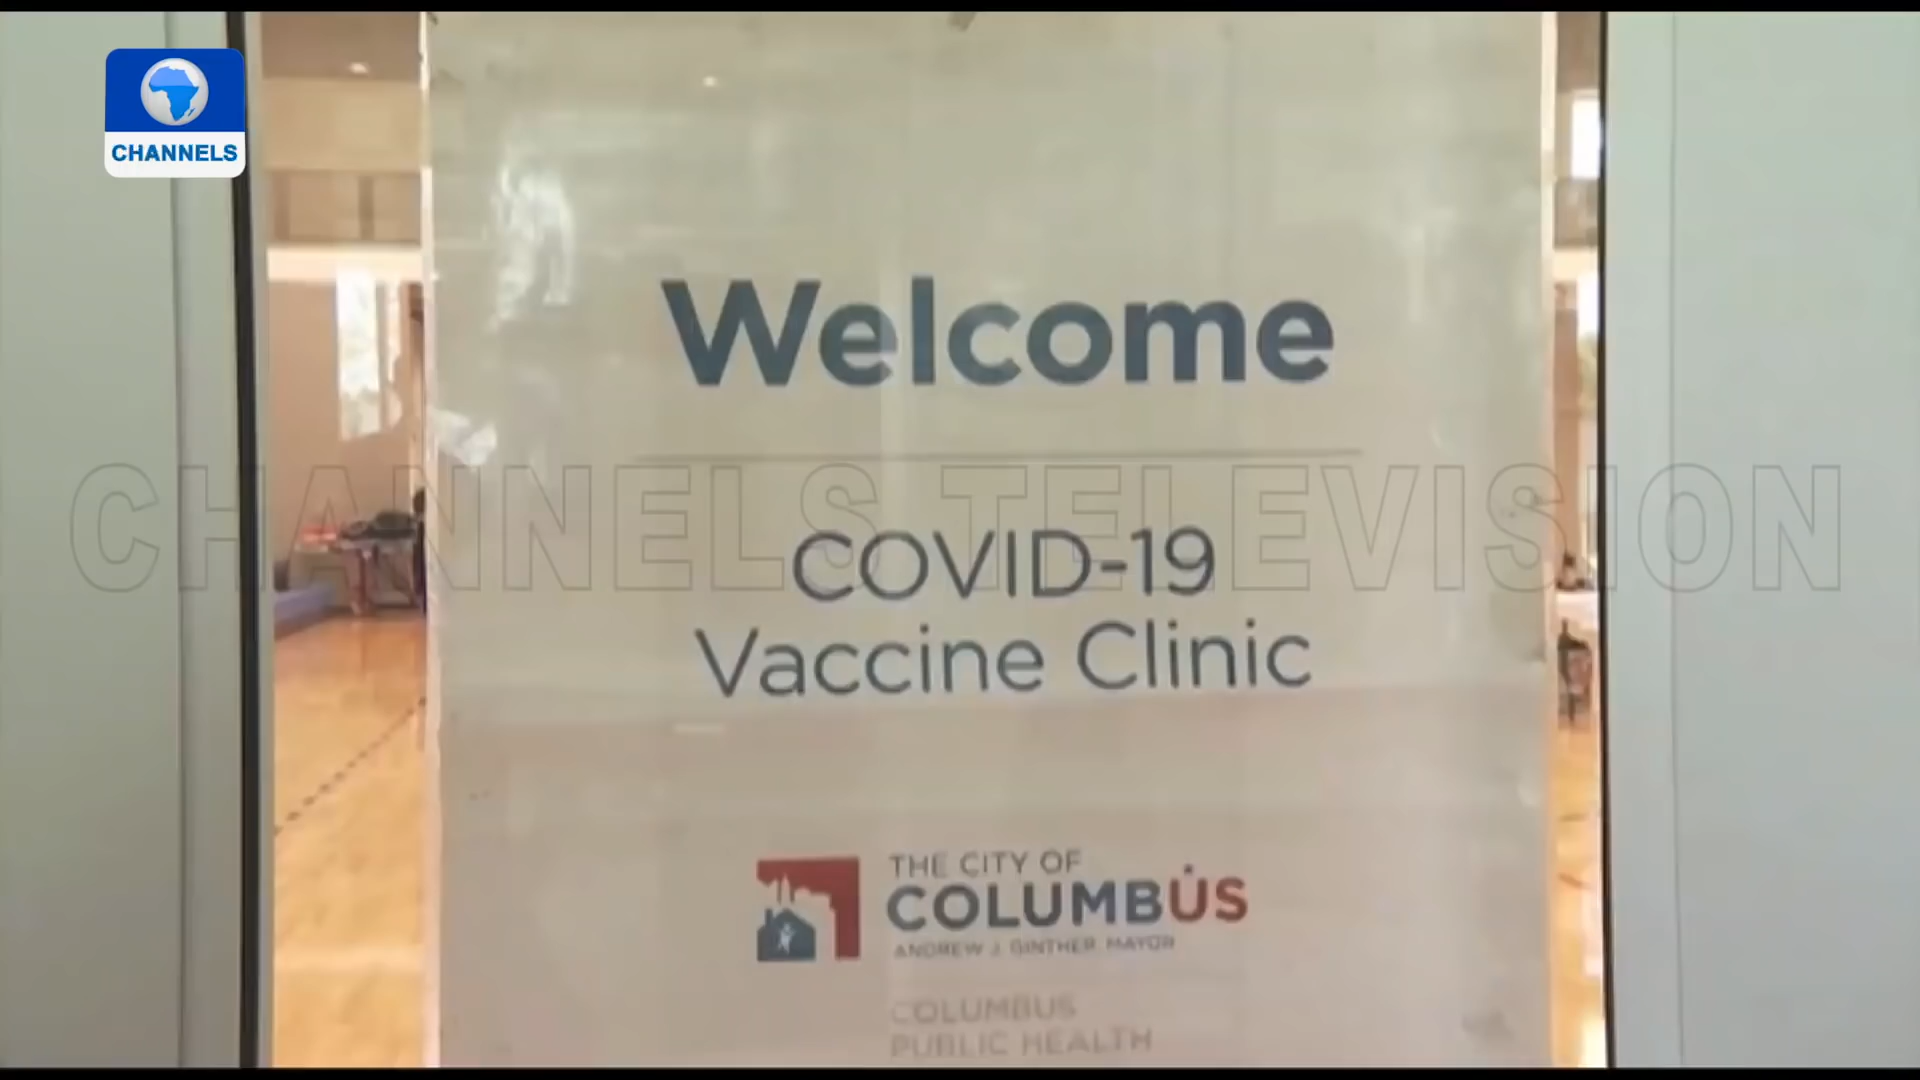 CHANNELS
Welcome
CHANNELS TELEVISION
COVID-19
Vaccine Clinic
THE CITY OF
COLUMBUS
ANDREW J. GINTHER, MAYOR
COLUMBUS
PUBLIC HEALTH